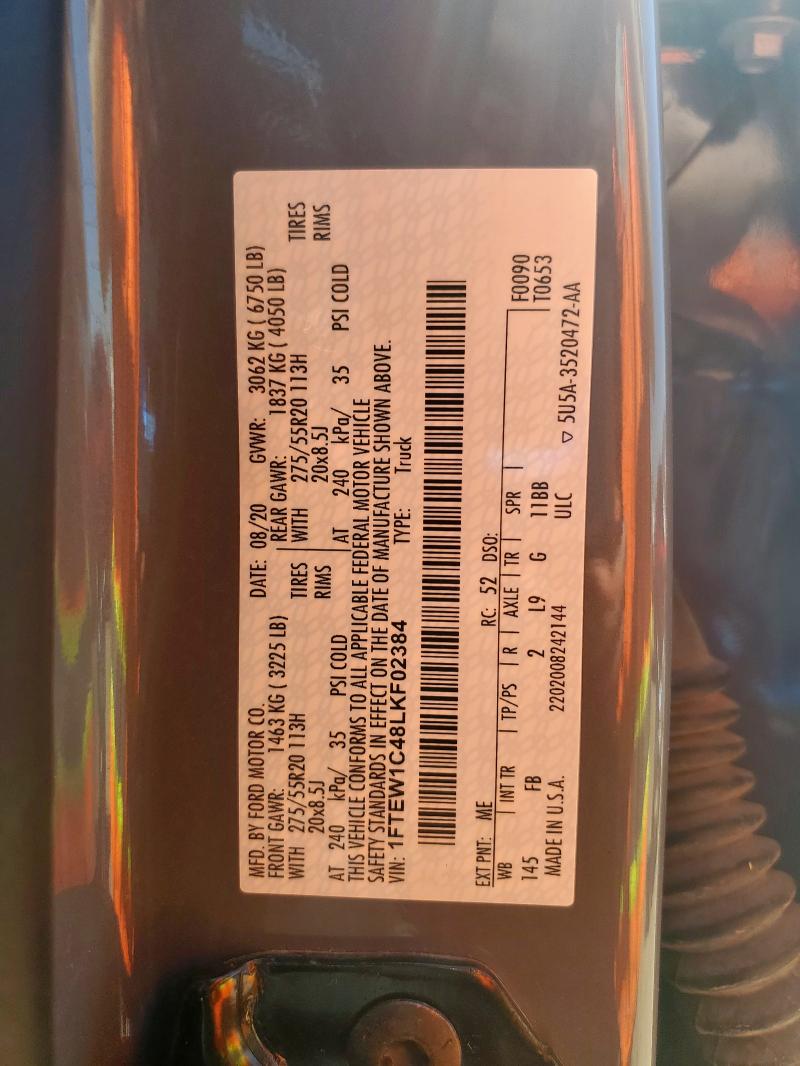 MFD. BY FORD MOTOR CO.
DATE: 08/20 GVWR: 3062 KG ( 6750 LB)
FRONT GAWR: 1463 KG ( 3225 LB) REAR GAWR: 1837 KG ( 4050 LB)
WITH 275/55R20 113H TIRES WITH 275/55R20 113H TIRES
20x8.5J RIMS 20x8.5J RIMS
AT 240 kPa/ 35 PSI COLD AT 240 kPa/ 35 PSI COLD
THIS VEHICLE CONFORMS TO ALL APPLICABLE FEDERAL MOTOR VEHICLE
SAFETY STANDARDS IN EFFECT ON THE DATE OF MANUFACTURE SHOWN ABOVE.
VIN: 1FTEW1C48LKF02384 TYPE: Truck
EXT PNT: ME RC: 52 DSO:
WB INT TR TP/PS R AXLE TR SPR F0090
145 FB 2 L9 G 11BB T0653
MADE IN U.S.A. 2202008242144 ULC ▽ 5U5A-3520472-AA